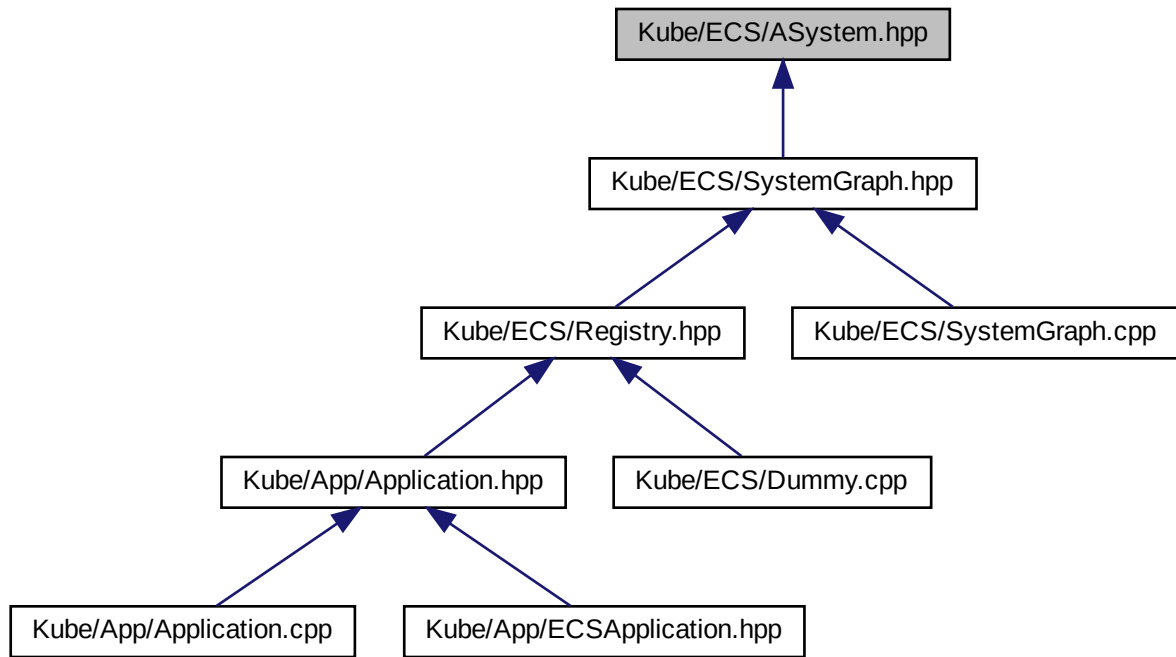 Kube/ECS/ASystem.hpp
Kube/ECS/SystemGraph.hpp
Kube/ECS/Registry.hpp
Kube/ECS/SystemGraph.cpp
Kube/App/Application.hpp
Kube/ECS/Dummy.cpp
Kube/App/Application.cpp
Kube/App/ECSApplication.hpp